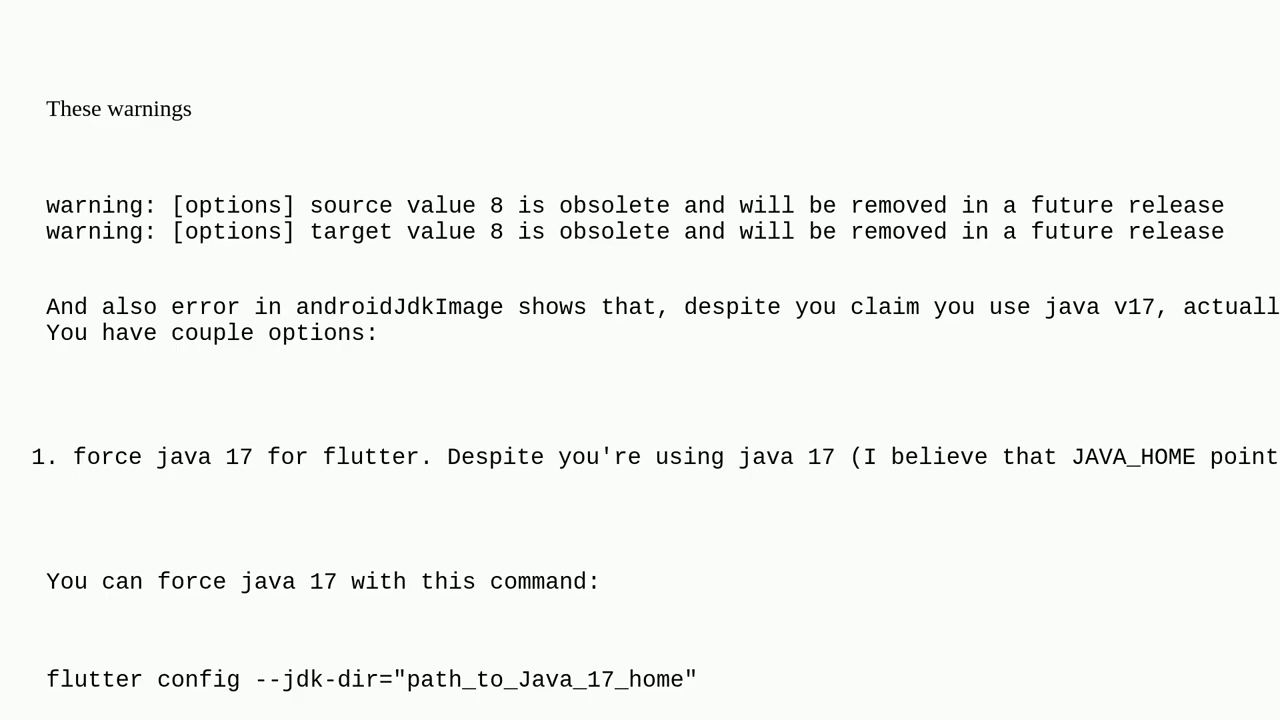 These warnings
warning: [options] source value 8 is obsolete and will be removed in a future release
warning: [options] target value 8 is obsolete and will be removed in a future release
And also error in androidJdkImage shows that, despite you claim you use java v17, actuall
You have couple options:
1. force java 17 for flutter. Despite you're using java 17 (I believe that JAVA_HOME point
You can force java 17 with this command:
flutter config --jdk-dir="path_to_Java_17_home"